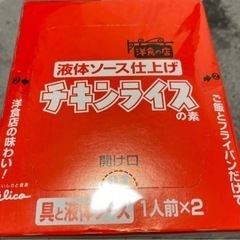 洋食の店
液体ソース仕上げ
チキンライスの素
洋食店の味わい!
ご飯とフライパンだけで
開け口
具と液体ソース 1人前×2